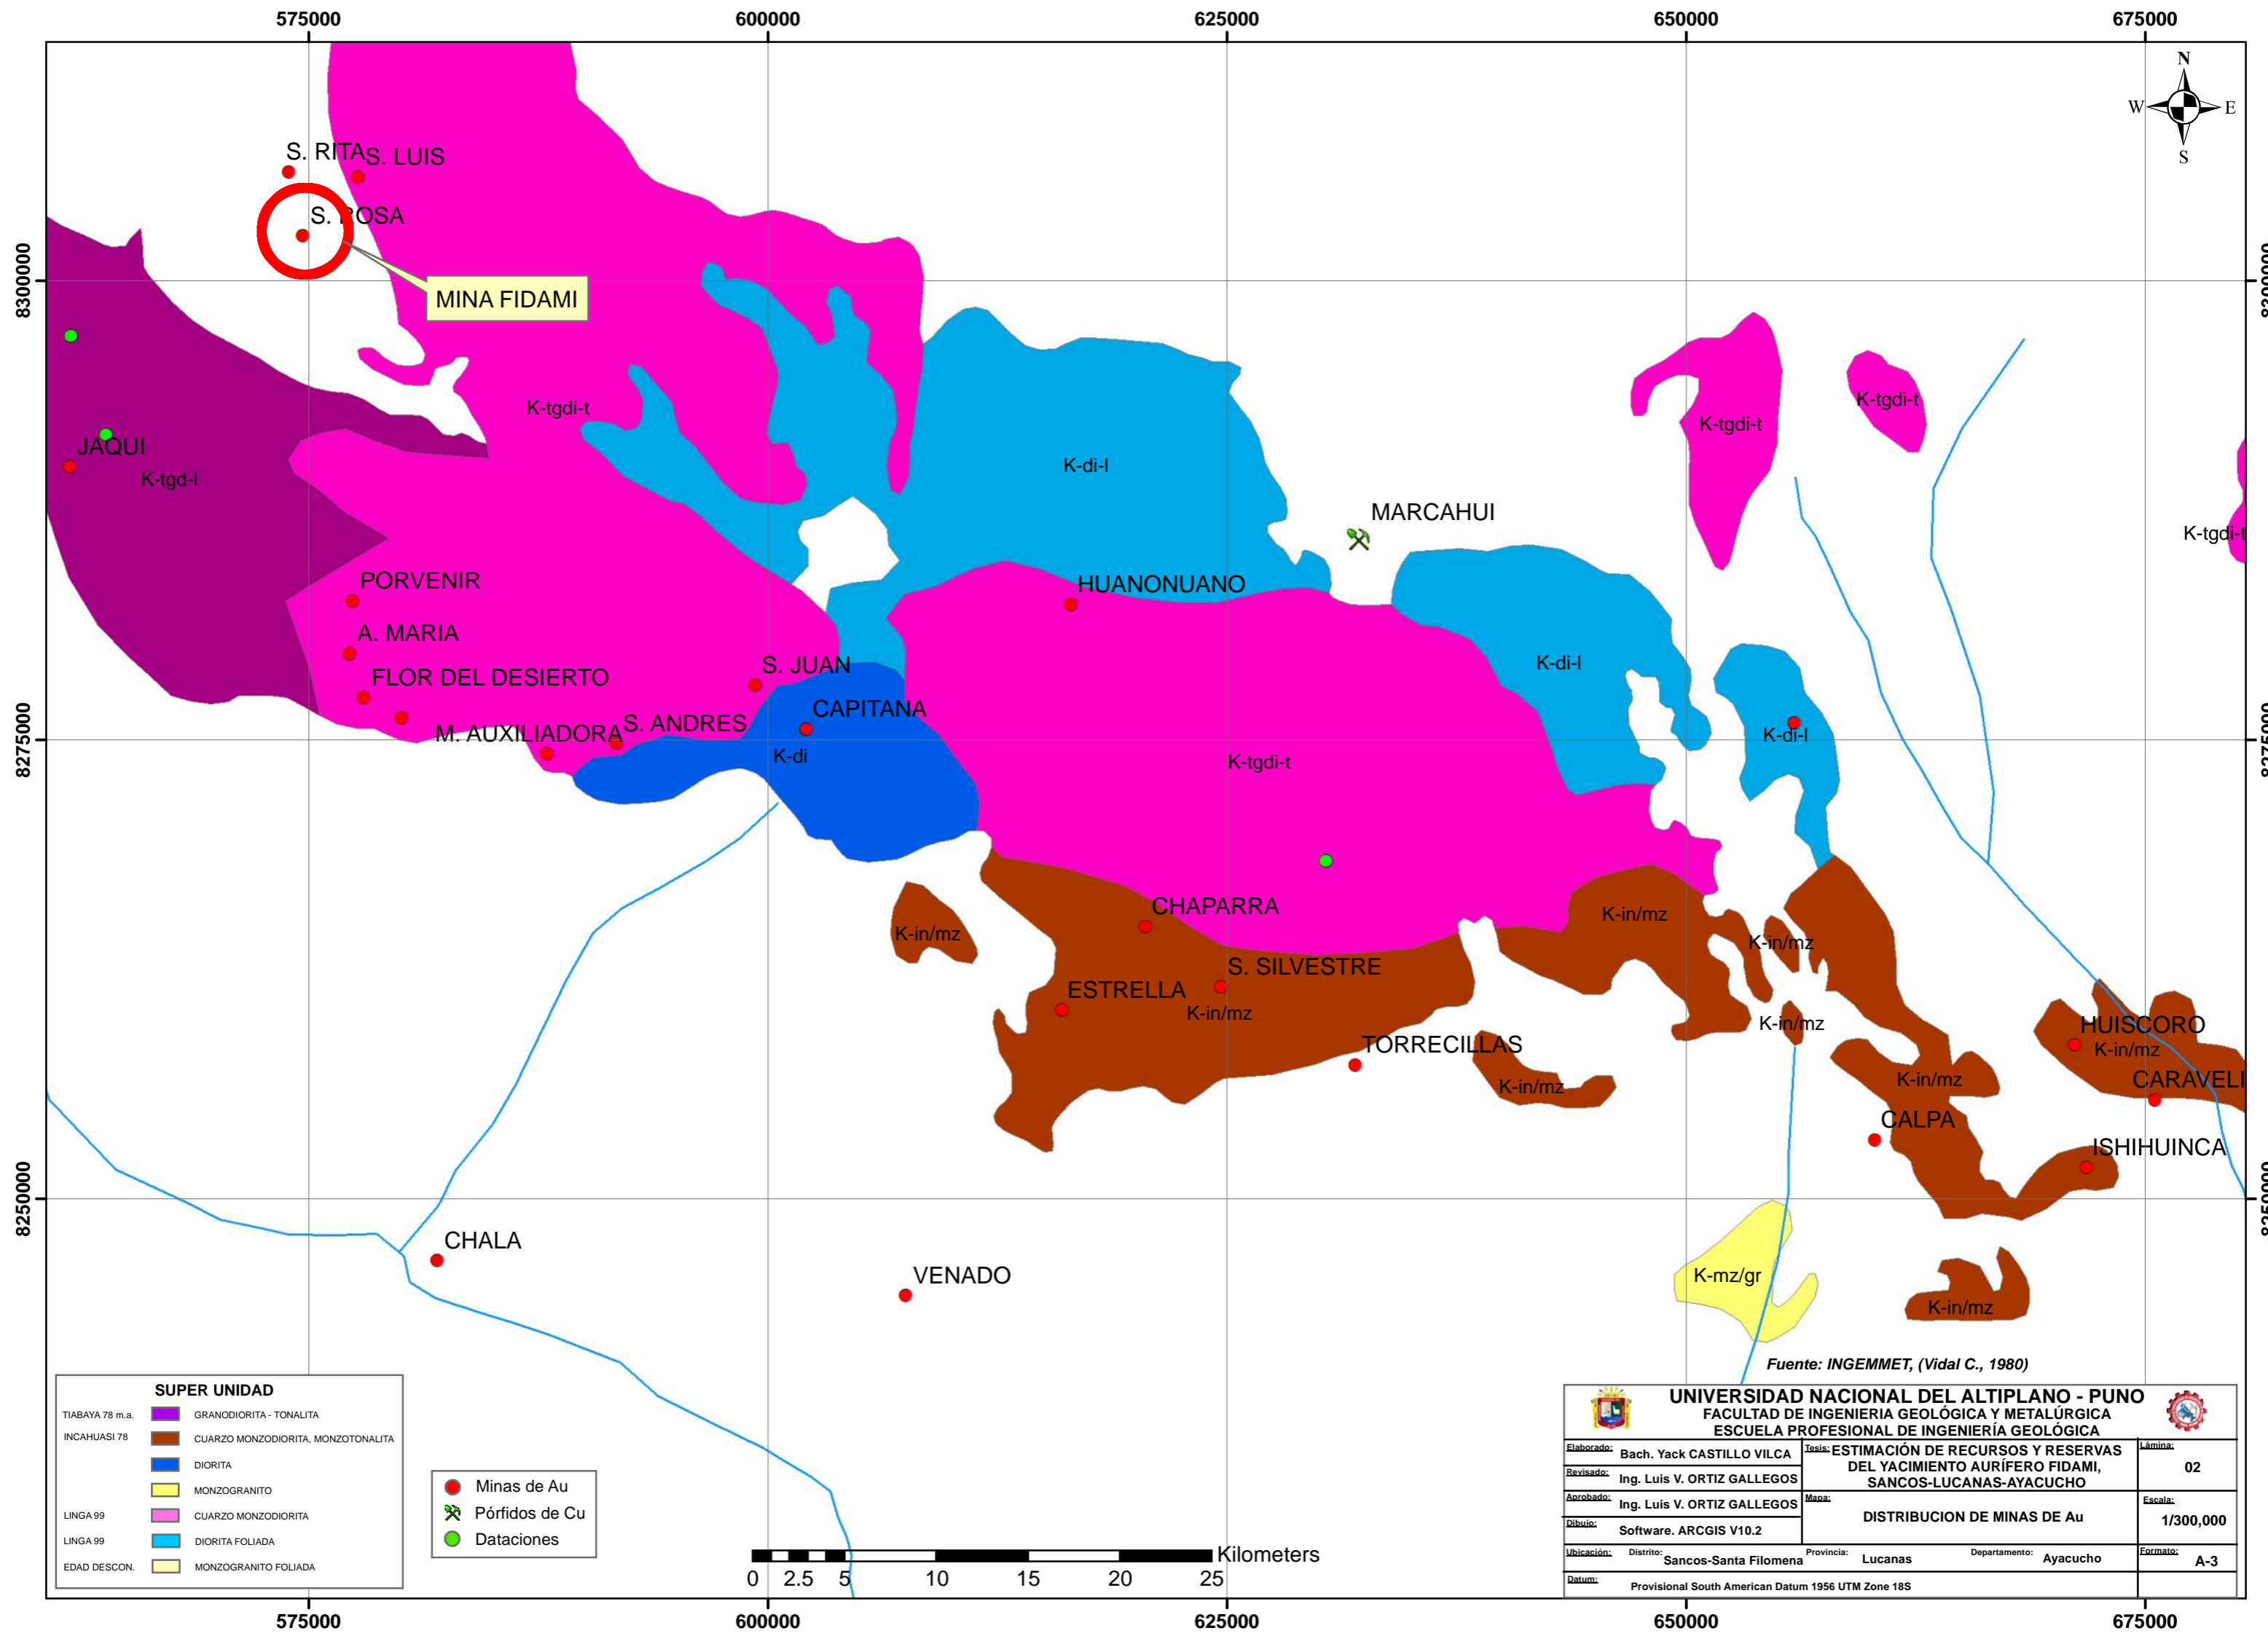 575000 600000 625000 650000 675000
N
W E
S
S. RITA
S. LUIS
S. ROSA
8300000
8300000
MINA FIDAMI
K-tgdi-t
K-tgdi-t
K-tgdi-t
K-tgdi-t
JAQUI
K-tgd-l
K-di-l
MARCAHUI
PORVENIR
HUANONUANO
A. MARIA
FLOR DEL DESIERTO
S. JUAN
K-di-l
CAPITANA
M. AUXILIADORA
S. ANDRES
K-di
K-di-l
8275000
8275000
K-tgdi-t
CHAPARRA
K-in/mz
K-in/mz
K-in/mz
S. SILVESTRE
ESTRELLA
K-in/mz
K-in/mz
HUISCORO
K-in/mz
TORRECILLAS
K-in/mz
K-in/mz
CARAVELI
CALPA
ISHIHUINCA
8250000
8250000
CHALA
VENADO
K-mz/gr
K-in/mz
Fuente: INGEMMET, (Vidal C., 1980)
SUPER UNIDAD
TIABAYA 78 m.a. GRANODIORITA - TONALITA
INCAHUASI 78 CUARZO MONZODIORITA, MONZOTONALITA
DIORITA
MONZOGRANITO
LINGA 99 CUARZO MONZODIORITA
LINGA 99 DIORITA FOLIADA
EDAD DESCON. MONZOGRANITO FOLIADA
Minas de Au
Pórfidos de Cu
Dataciones
Kilometers
0 2.5 5 10 15 20 25
UNIVERSIDAD NACIONAL DEL ALTIPLANO - PUNO
FACULTAD DE INGENIERIA GEOLÓGICA Y METALÚRGICA
ESCUELA PROFESIONAL DE INGENIERÍA GEOLÓGICA
Elaborado: Bach. Yack CASTILLO VILCA
Revisado: Ing. Luis V. ORTIZ GALLEGOS
Aprobado: Ing. Luis V. ORTIZ GALLEGOS
Dibujo: Software. ARCGIS V10.2
Tesis: ESTIMACIÓN DE RECURSOS Y RESERVAS
DEL YACIMIENTO AURÍFERO FIDAMI,
SANCOS-LUCANAS-AYACUCHO
Mapa: DISTRIBUCION DE MINAS DE Au
Lámina: 02
Escala: 1/300,000
Ubicación: Distrito: Sancos-Santa Filomena Provincia: Lucanas Departamento: Ayacucho
Formato: A-3
Datum: Provisional South American Datum 1956 UTM Zone 18S
575000 600000 625000 650000 675000